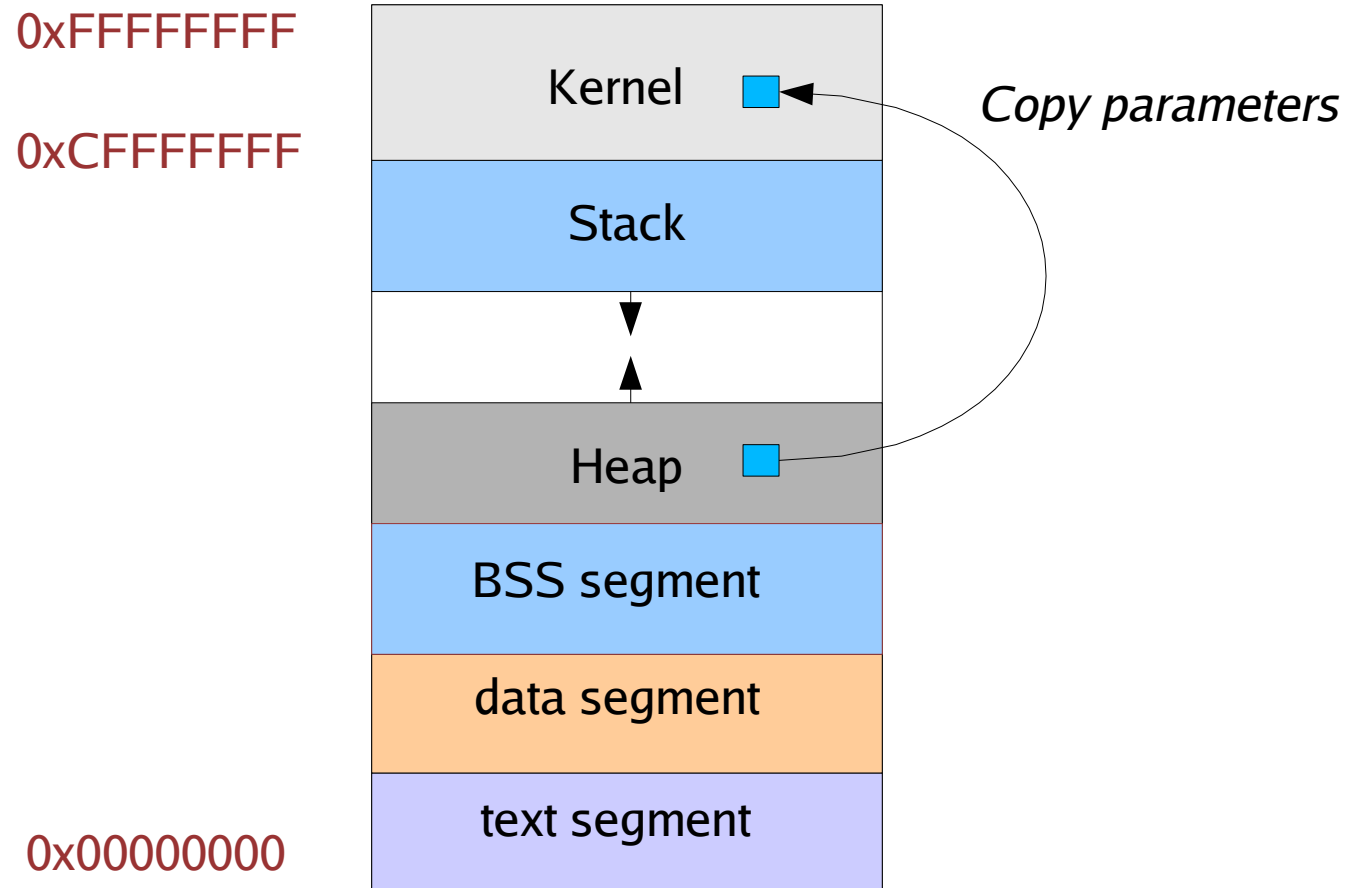 0xFFFFFFFF
Kernel
Copy parameters
0xCFFFFFFF
Stack
Heap
BSS segment
data segment
text segment
0x00000000